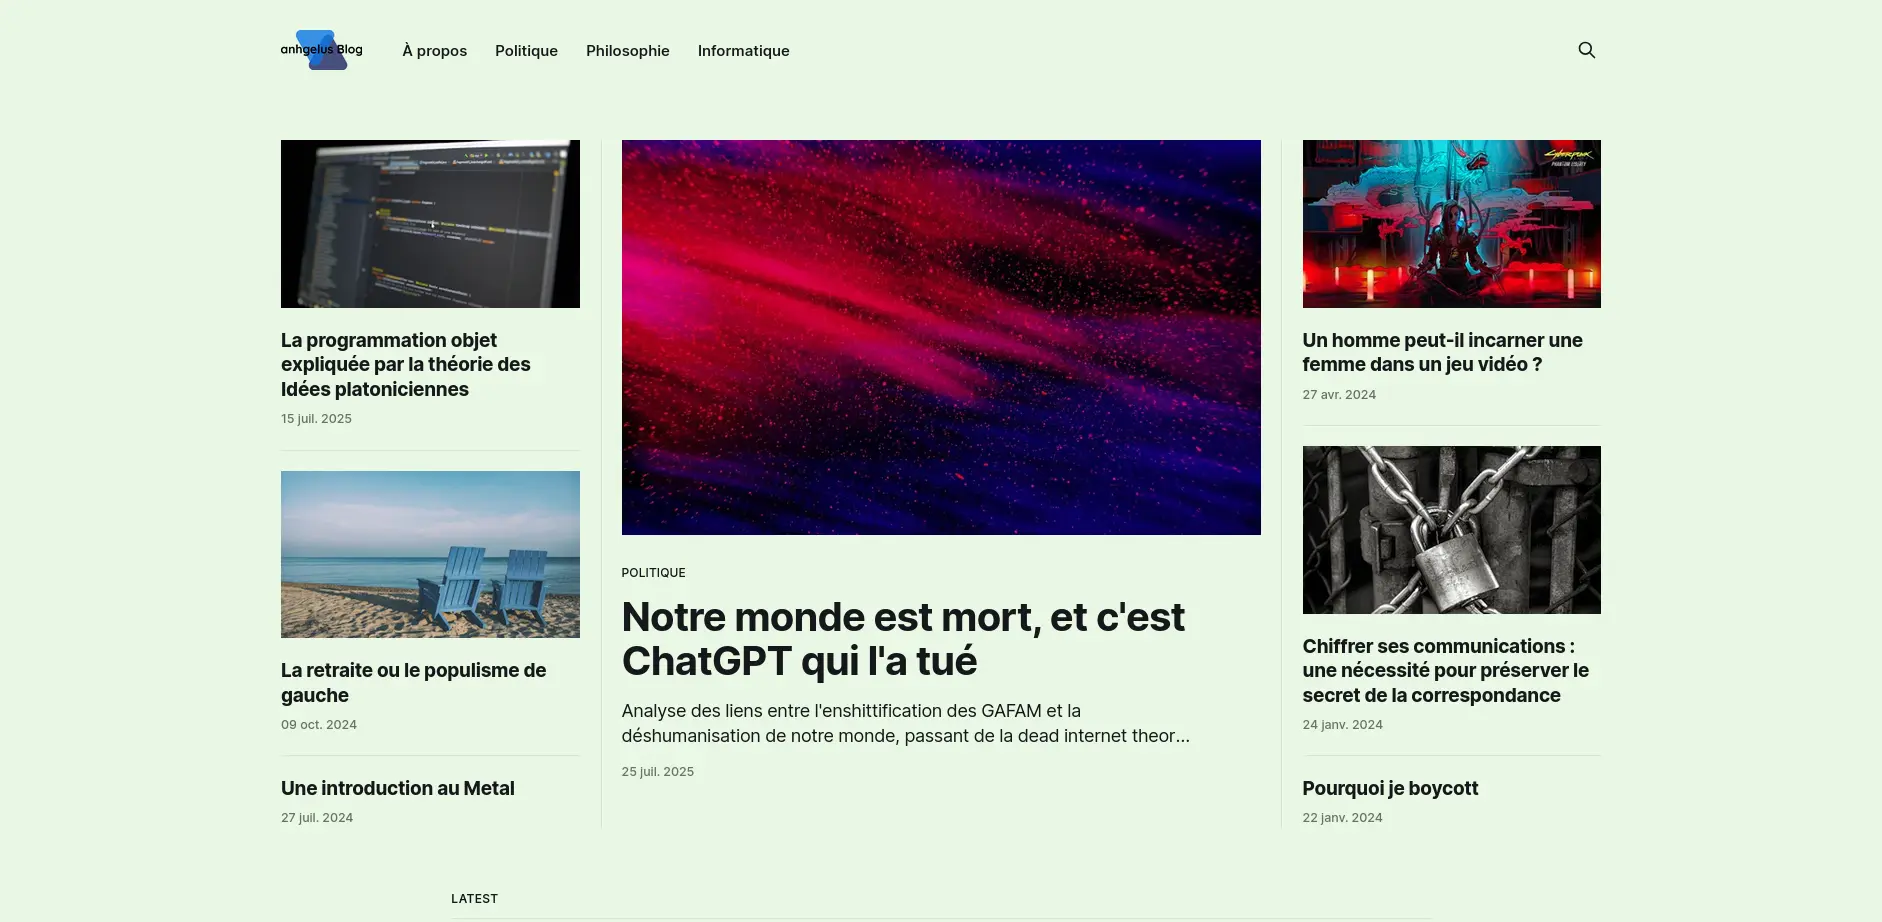 anhgelus Blog
À propos
Politique
Philosophie
Informatique
La programmation objet
expliquée par la théorie des
Idées platoniciennes
15 juil. 2025
La retraite ou le populisme de
gauche
09 oct. 2024
Une introduction au Metal
27 juil. 2024
POLITIQUE
Notre monde est mort, et c'est
ChatGPT qui l'a tué
Analyse des liens entre l'enshittification des GAFAM et la
déshumanisation de notre monde, passant de la dead internet theor...
25 juil. 2025
Cyberpunk
PHANTOM LIBERTY
Un homme peut-il incarner une
femme dans un jeu vidéo ?
27 avr. 2024
Chiffrer ses communications :
une nécessité pour préserver le
secret de la correspondance
24 janv. 2024
Pourquoi je boycott
22 janv. 2024
LATEST